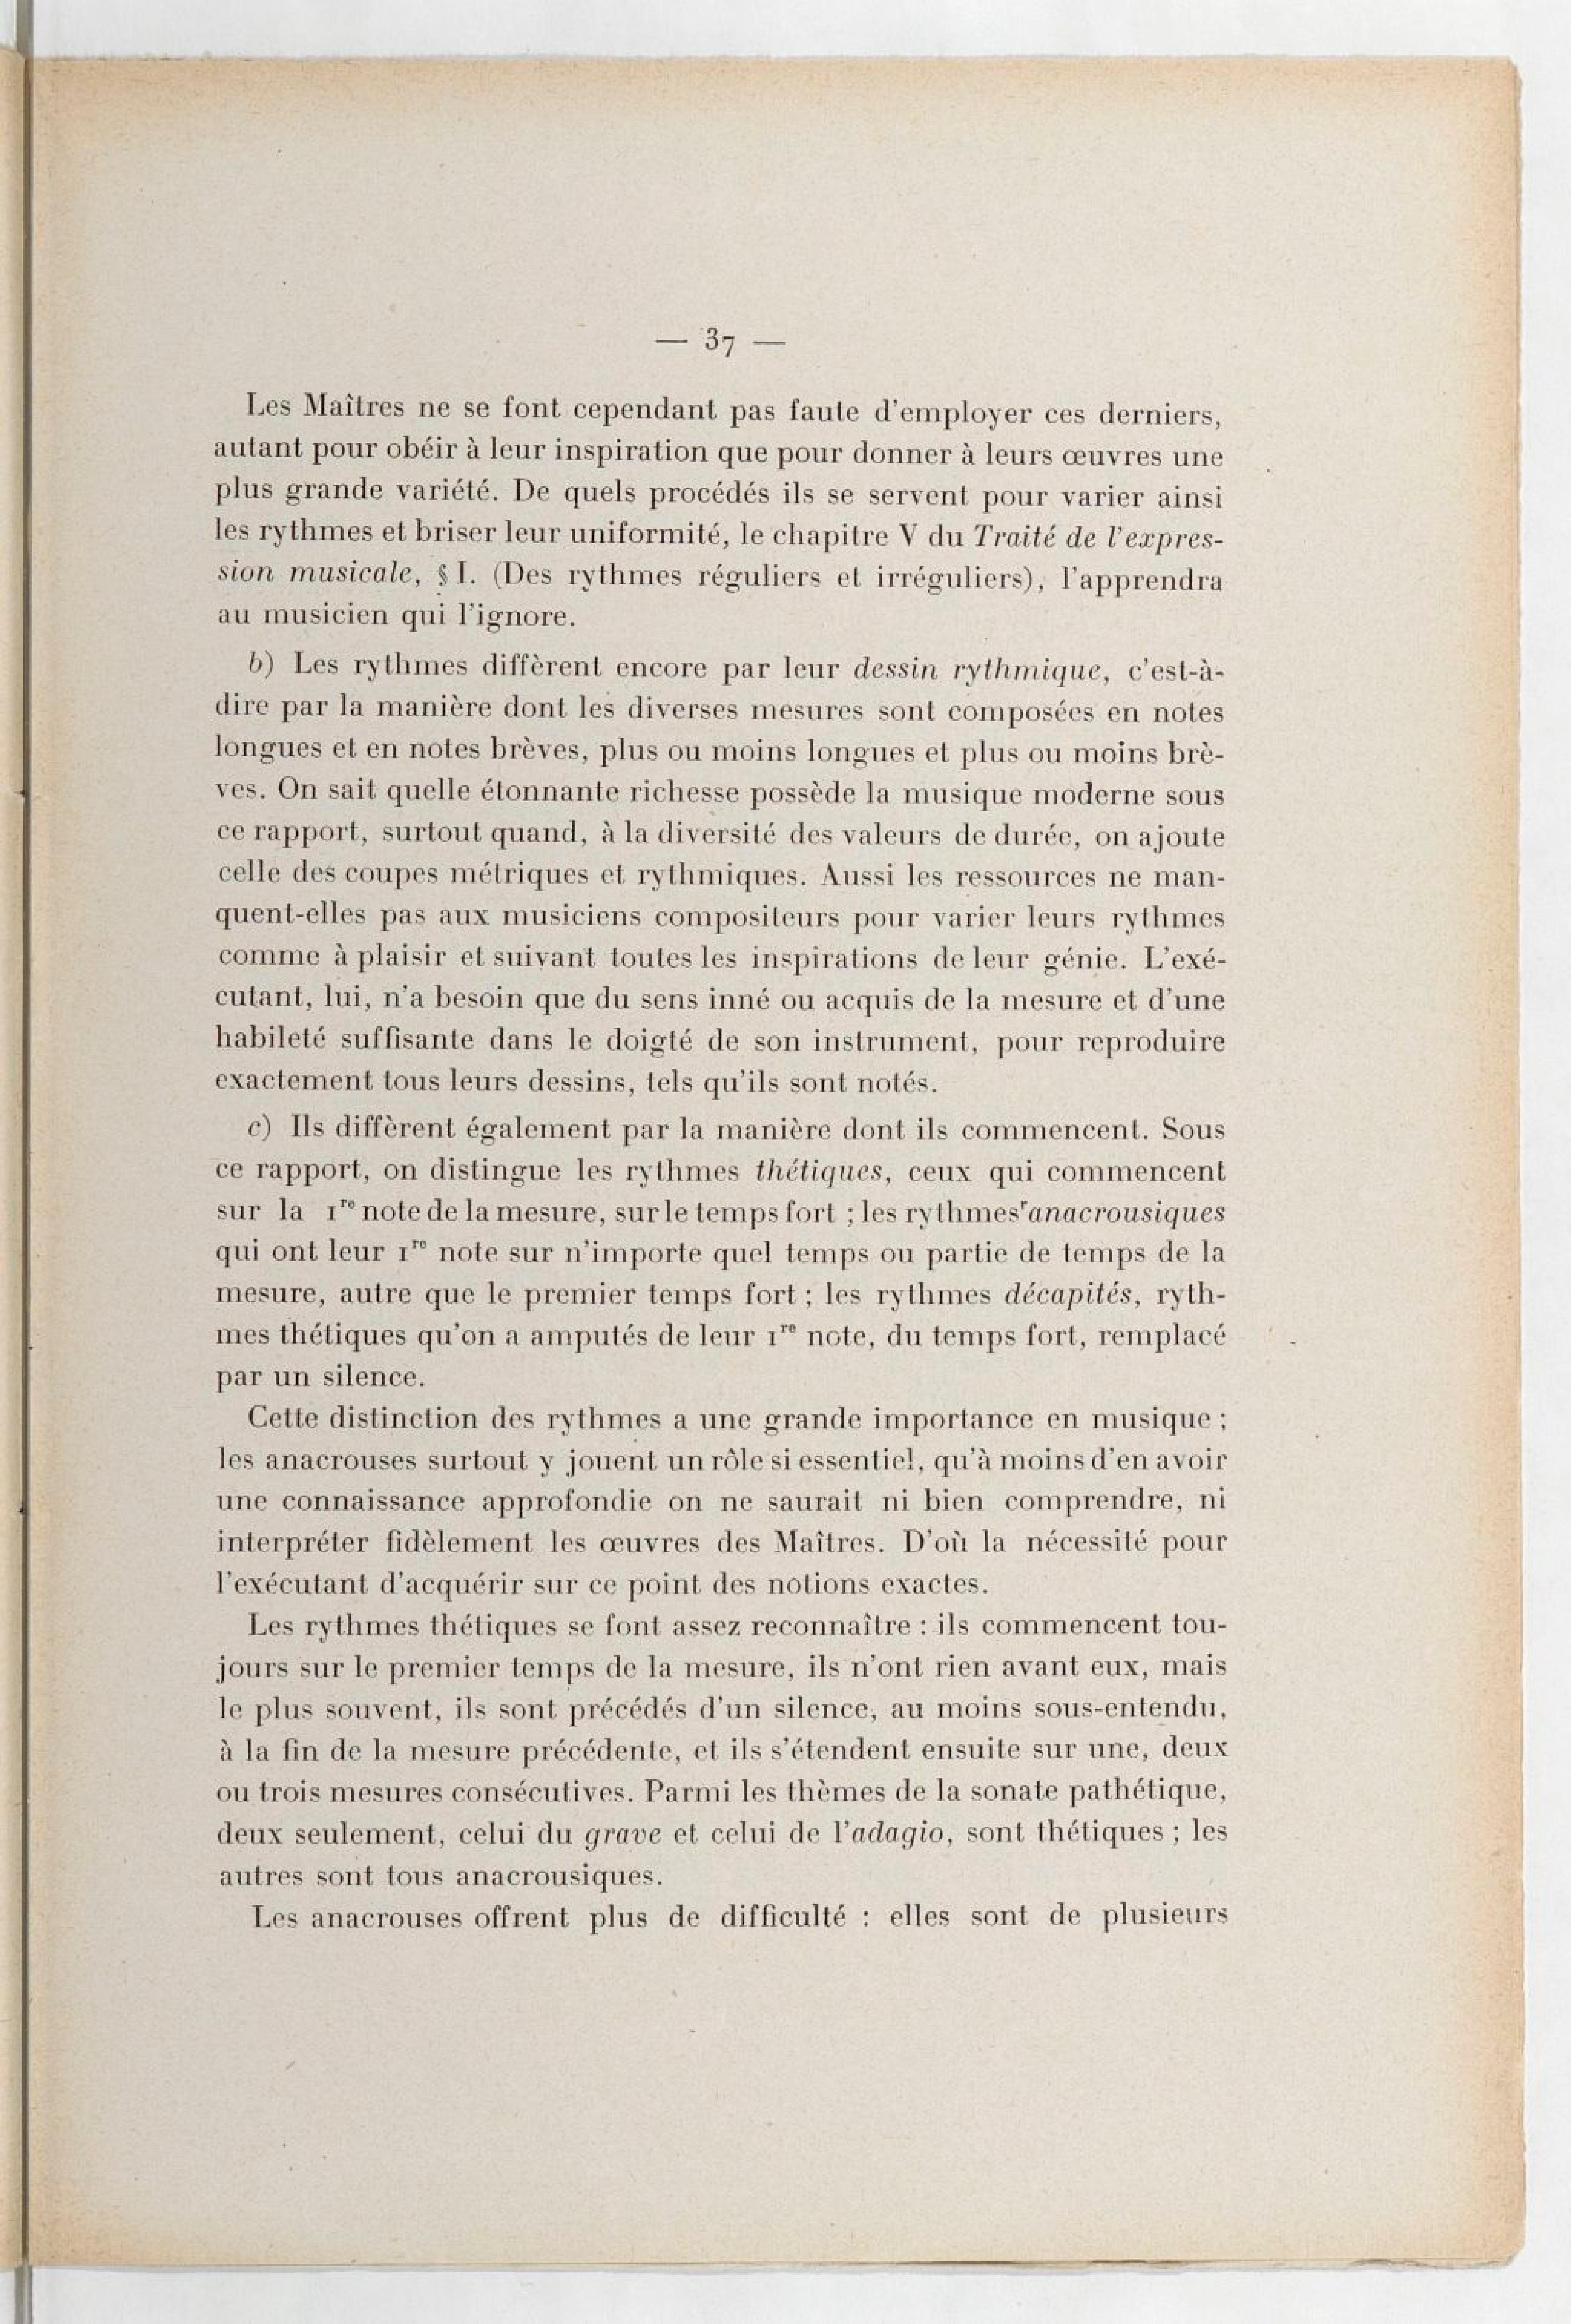 — 37 —
Les Maîtres ne se font cependant pas faute d'employer ces derniers,
autant pour obéir à leur inspiration que pour donner à leurs œuvres une
plus grande variété. De quels procédés ils se servent pour varier ainsi
les rythmes et briser leur uniformité, le chapitre V du Traité de l'expres-
sion musicale, § I. (Des rythmes réguliers et irréguliers), l'apprendra
au musicien qui l'ignore.
b) Les rythmes diffèrent encore par leur dessin rythmique, c'est-à-
dire par la manière dont les diverses mesures sont composées en notes
longues et en notes brèves, plus ou moins longues et plus ou moins brè-
ves. On sait quelle étonnante richesse possède la musique moderne sous
ce rapport, surtout quand, à la diversité des valeurs de durée, on ajoute
celle des coupes métriques et rythmiques. Aussi les ressources ne man-
quent-elles pas aux musiciens compositeurs pour varier leurs rythmes
comme à plaisir et suivant toutes les inspirations de leur génie. L'exé-
cutant, lui, n'a besoin que du sens inné ou acquis de la mesure et d'une
habileté suffisante dans le doigté de son instrument, pour reproduire
exactement tous leurs dessins, tels qu'ils sont notés.
c) Ils diffèrent également par la manière dont ils commencent. Sous
ce rapport, on distingue les rythmes thétiques, ceux qui commencent
sur la 1re note de la mesure, sur le temps fort ; les rythmes anacrousiques
qui ont leur 1re note sur n'importe quel temps ou partie de temps de la
mesure, autre que le premier temps fort ; les rythmes décapités, ryth-
mes thétiques qu'on a amputés de leur 1re note, du temps fort, remplacé
par un silence.
Cette distinction des rythmes a une grande importance en musique ;
les anacrouses surtout y jouent un rôle si essentiel, qu'à moins d'en avoir
une connaissance approfondie on ne saurait ni bien comprendre, ni
interpréter fidèlement les œuvres des Maîtres. D'où la nécessité pour
l'exécutant d'acquérir sur ce point des notions exactes.
Les rythmes thétiques se font assez reconnaître : ils commencent tou-
jours sur le premier temps de la mesure, ils n'ont rien avant eux, mais
le plus souvent, ils sont précédés d'un silence, au moins sous-entendu,
à la fin de la mesure précédente, et ils s'étendent ensuite sur une, deux
ou trois mesures consécutives. Parmi les thèmes de la sonate pathétique,
deux seulement, celui du grave et celui de l'adagio, sont thétiques ; les
autres sont tous anacrousiques.
Les anacrouses offrent plus de difficulté : elles sont de plusieurs